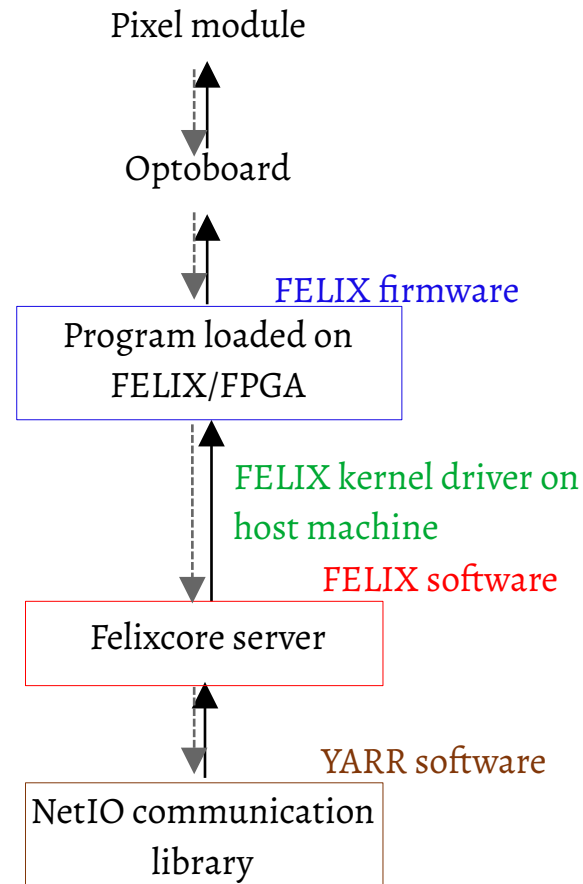 Pixel module
Optoboard
FELIX firmware
Program loaded on
FELIX/FPGA
FELIX kernel driver on
host machine
FELIX software
Felixcore server
YARR software
NetIO communication
library